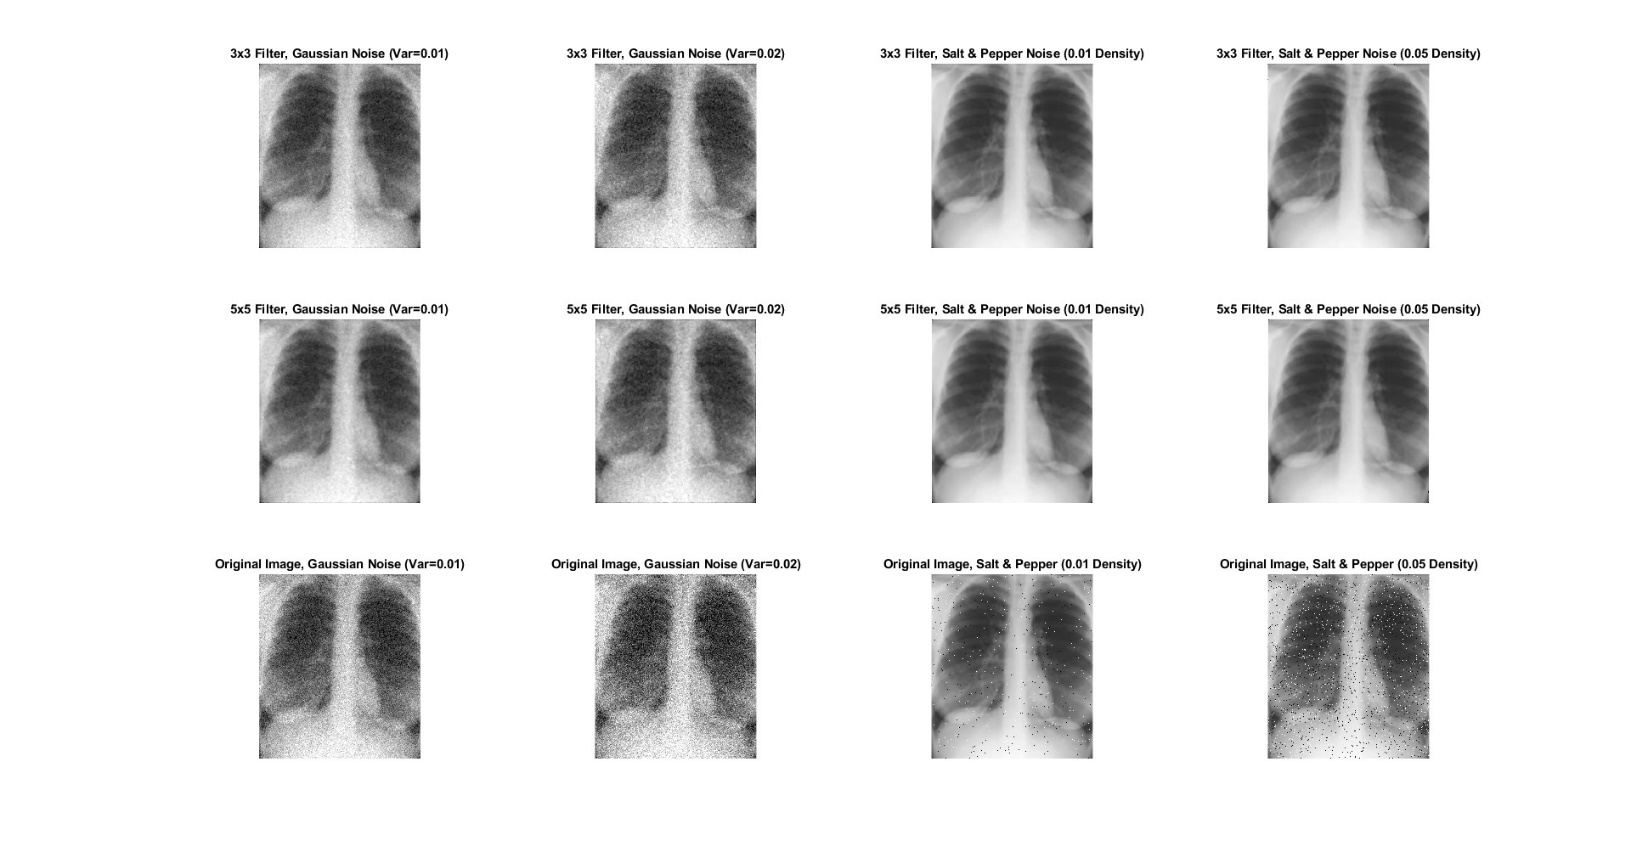 3x3 Filter, Gaussian Noise (Var=0.01)
3x3 Filter, Gaussian Noise (Var=0.02)
3x3 Filter, Salt & Pepper Noise (0.01 Density)
3x3 Filter, Salt & Pepper Noise (0.05 Density)
5x5 Filter, Gaussian Noise (Var=0.01)
5x5 Filter, Gaussian Noise (Var=0.02)
5x5 Filter, Salt & Pepper Noise (0.01 Density)
5x5 Filter, Salt & Pepper Noise (0.05 Density)
Original Image, Gaussian Noise (Var=0.01)
Original Image, Gaussian Noise (Var=0.02)
Original Image, Salt & Pepper (0.01 Density)
Original Image, Salt & Pepper (0.05 Density)